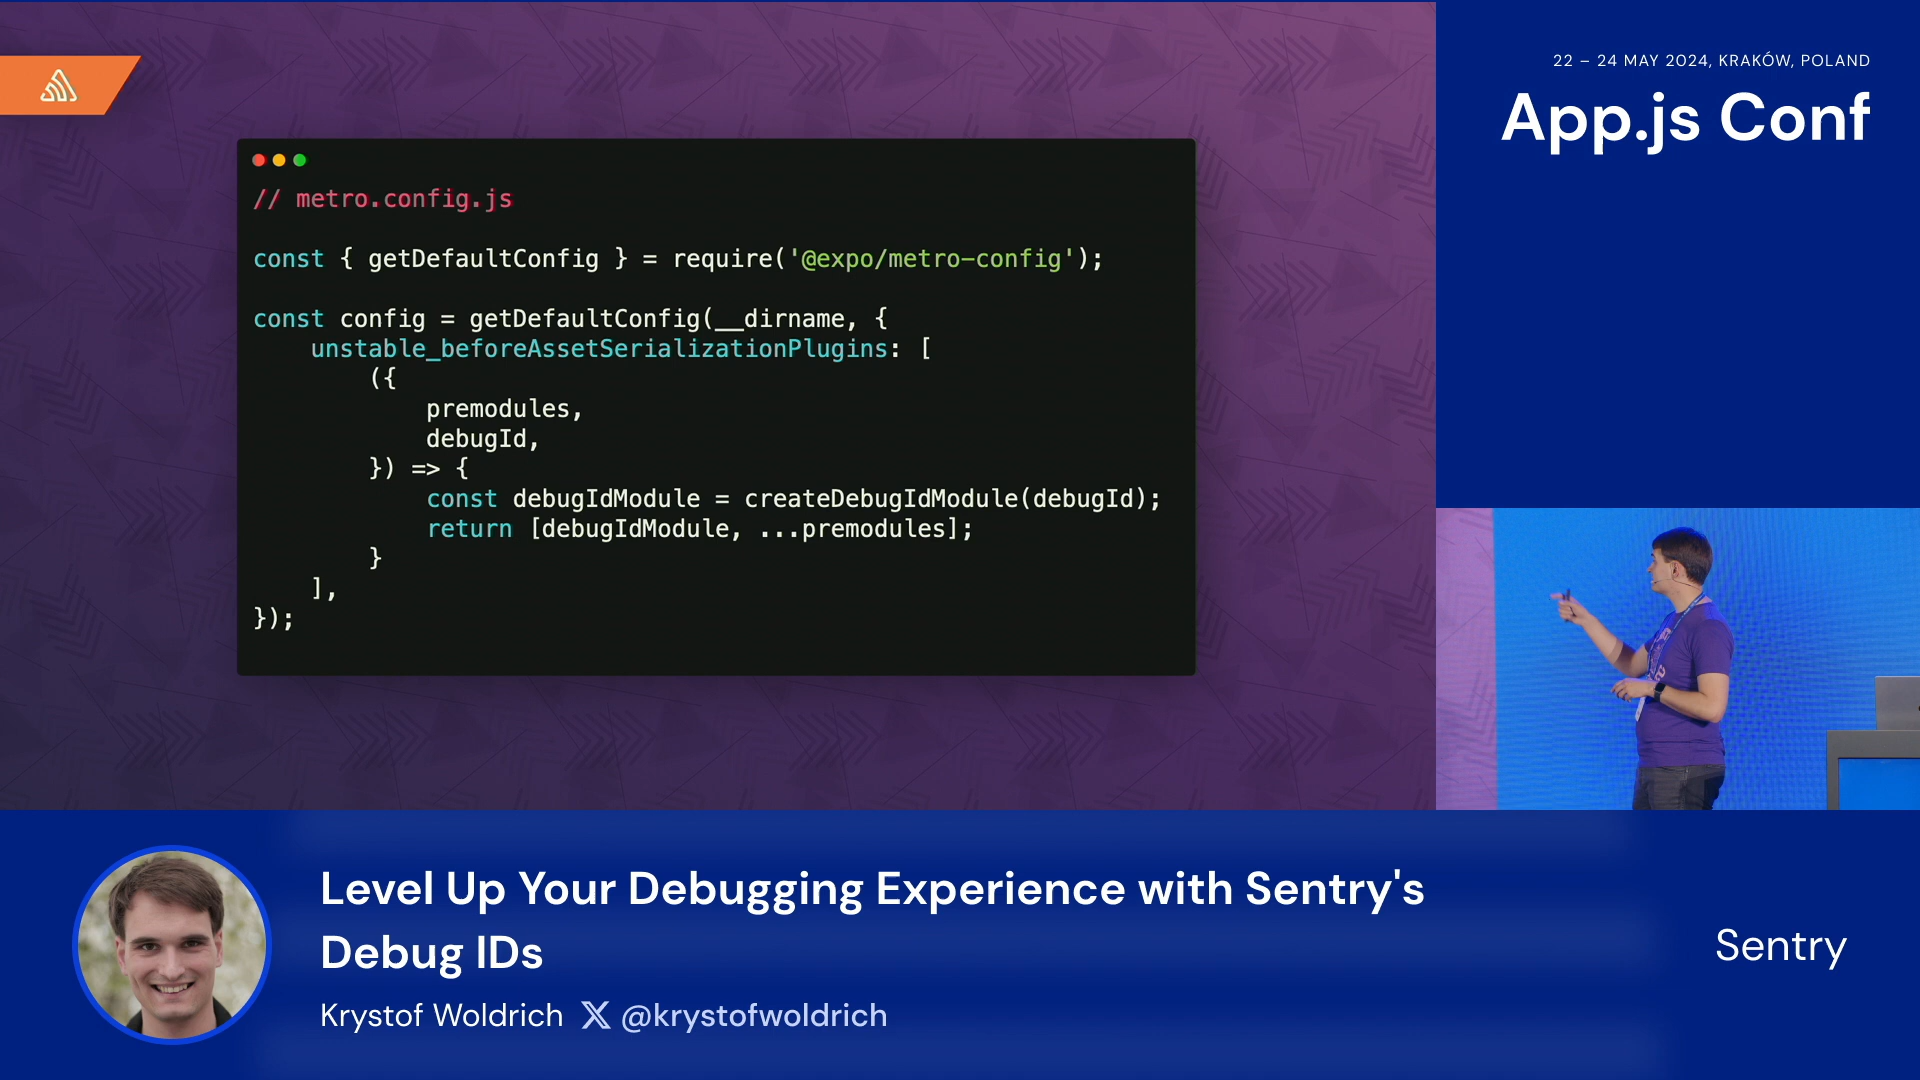 // metro.config.js
const { getDefaultConfig } = require('@expo/metro-config');
const config = getDefaultConfig(__dirname, {
unstable_beforeAssetSerializationPlugins: [
({
premodules,
debugId,
}) => {
const debugIdModule = createDebugIdModule(debugId);
return [debugIdModule, ...premodules];
}
],
});
22 – 24 MAY 2024, KRAKÓW, POLAND
App.js Conf
Level Up Your Debugging Experience with Sentry's
Debug IDs
Krystof Woldrich X @krystofwoldrich
Sentry